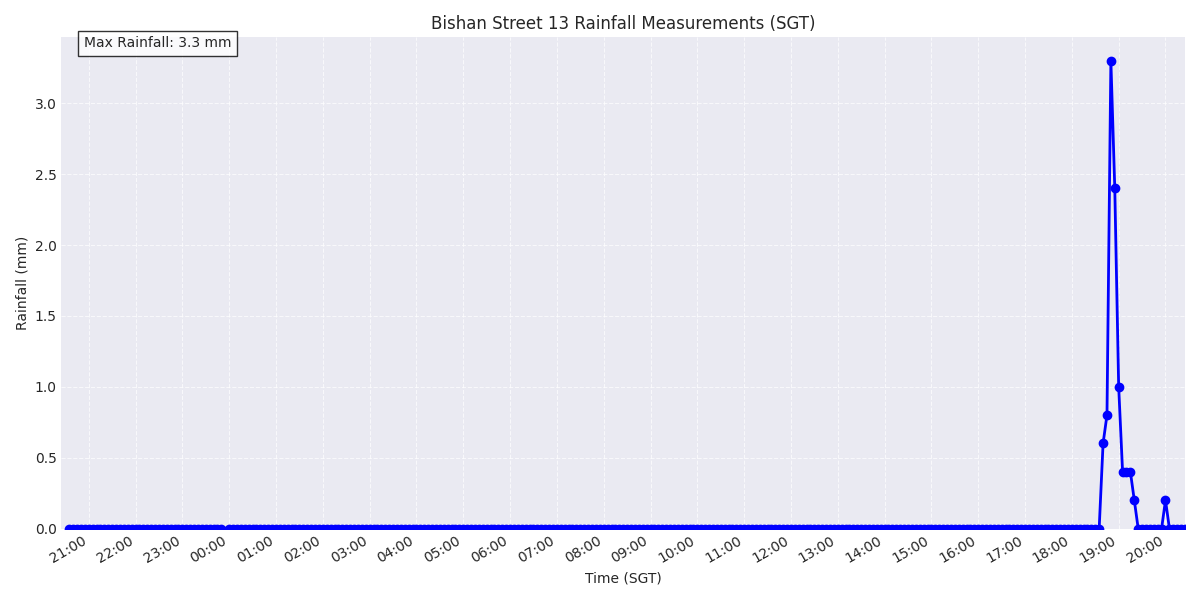 Bishan Street 13 Rainfall Measurements (SGT)
Max Rainfall: 3.3 mm
Rainfall (mm)
3.0
2.5
2.0
1.5
1.0
0.5
0.0
21:00 22:00 23:00 00:00 01:00 02:00 03:00 04:00 05:00 06:00 07:00 08:00 09:00 10:00 11:00 12:00 13:00 14:00 15:00 16:00 17:00 18:00 19:00 20:00
Time (SGT)